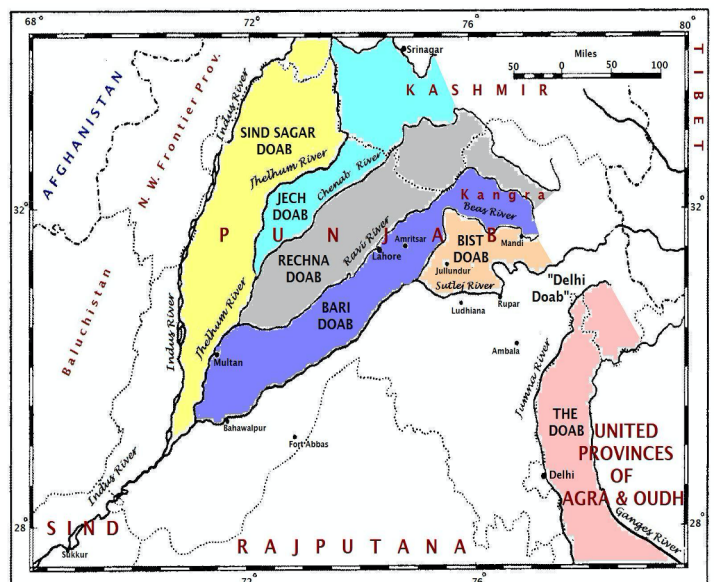 68°
72°
76°
80°
TIBET
Srinagar
Miles
50 0 50 100
KASHMIR
AFGHANISTAN
N. W. Frontier Prov.
Indus River
SIND SAGAR
DOAB
Jhelhum River
Chenab River
JECH
DOAB
Kangra
Beas River
32°
32°
PUNJAB
Ravi River
Amritsar
Lahore
BIST
DOAB
Mandi
RECHNA
DOAB
Jullundur
Sutlej River
"Delhi
Doab"
Ludhiana
Rupar
Baluchistan
Indus River
Jhelhum River
BARI
DOAB
Multan
Ambala
Jumna River
THE
DOAB
UNITED
PROVINCES
OF
AGRA & OUDH
Bahawalpur
Fort Abbas
Delhi
Ganges River
Indus River
SIND
Sukkur
28°
28°
RAJPUTANA
72°
76°